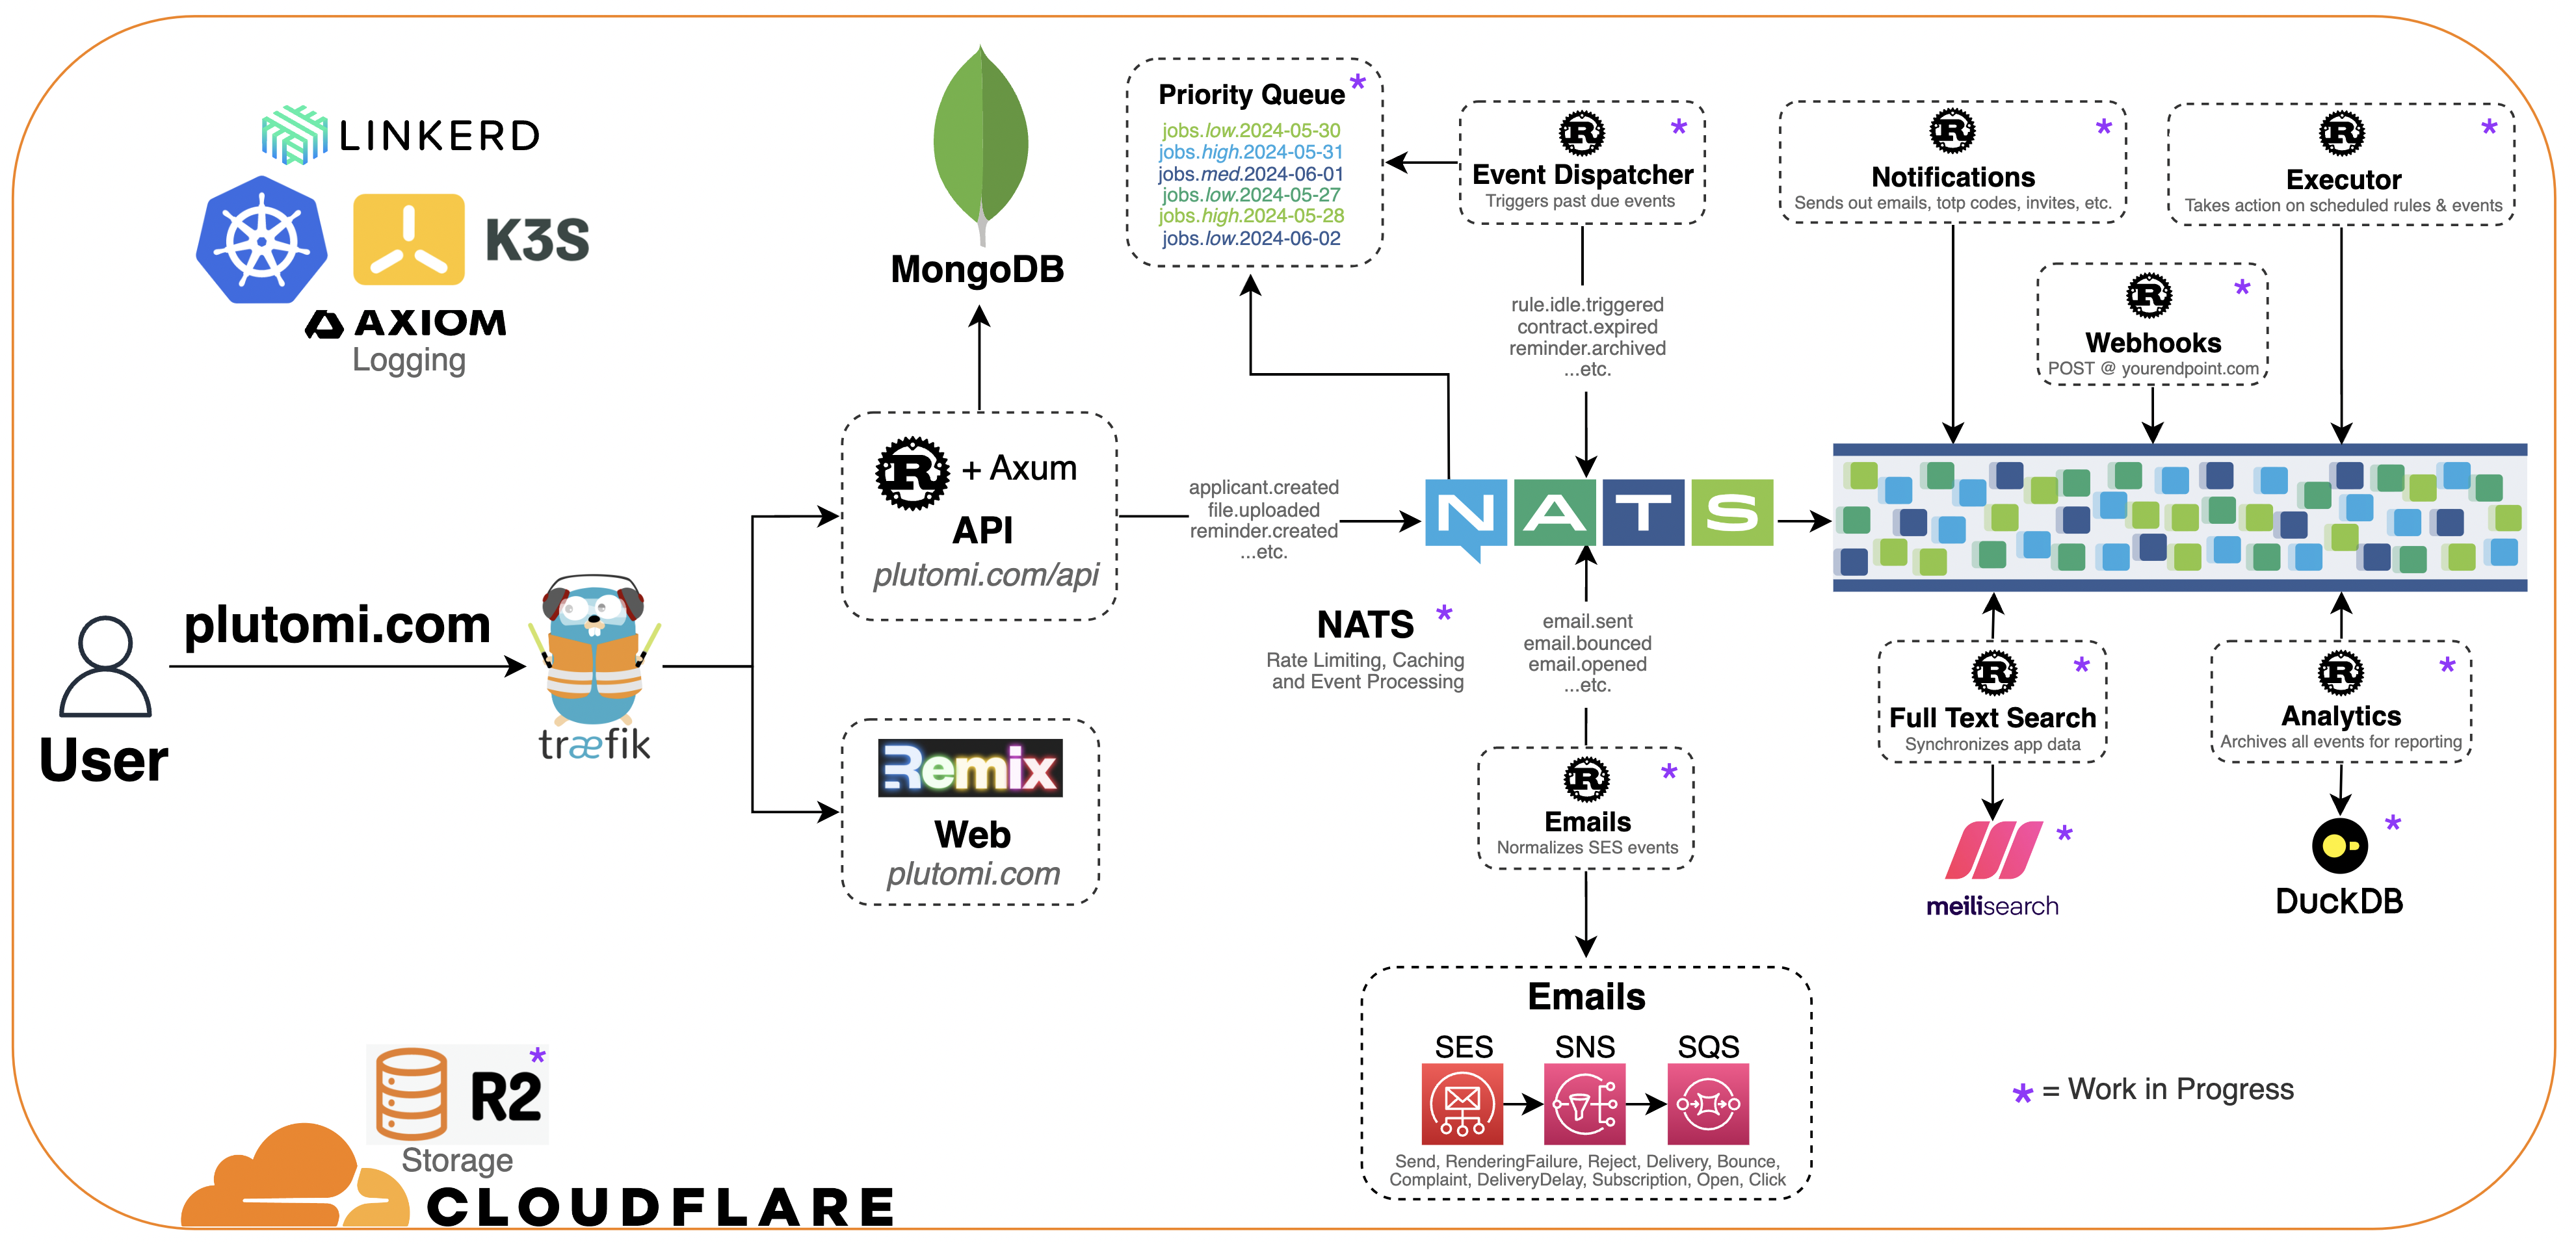 LINKERD
K3S
AXIOM
Logging
MongoDB
Priority Queue *
jobs.low.2024-05-30
jobs.high.2024-05-31
jobs.med.2024-06-01
jobs.low.2024-05-27
jobs.high.2024-05-28
jobs.low.2024-06-02
R
*
Event Dispatcher
Triggers past due events
R
*
Notifications
Sends out emails, totp codes, invites, etc.
R
*
Executor
Takes action on scheduled rules & events
R
*
Webhooks
POST @ yourendpoint.com
rule.idle.triggered
contract.expired
reminder.archived
...etc.
R + Axum
API
plutomi.com/api
applicant.created
file.uploaded
reminder.created
...etc.
NATS
NATS *
Rate Limiting, Caching
and Event Processing
email.sent
email.bounced
email.opened
...etc.
User
plutomi.com
træfik
Remix
Web
plutomi.com
R
*
Emails
Normalizes SES events
R
*
Full Text Search
Synchronizes app data
*
meilisearch
R
*
Analytics
Archives all events for reporting
*
DuckDB
Emails
SES
SNS
SQS
Send, RenderingFailure, Reject, Delivery, Bounce,
Complaint, DeliveryDelay, Subscription, Open, Click
R2 *
Storage
CLOUDFLARE
* = Work in Progress